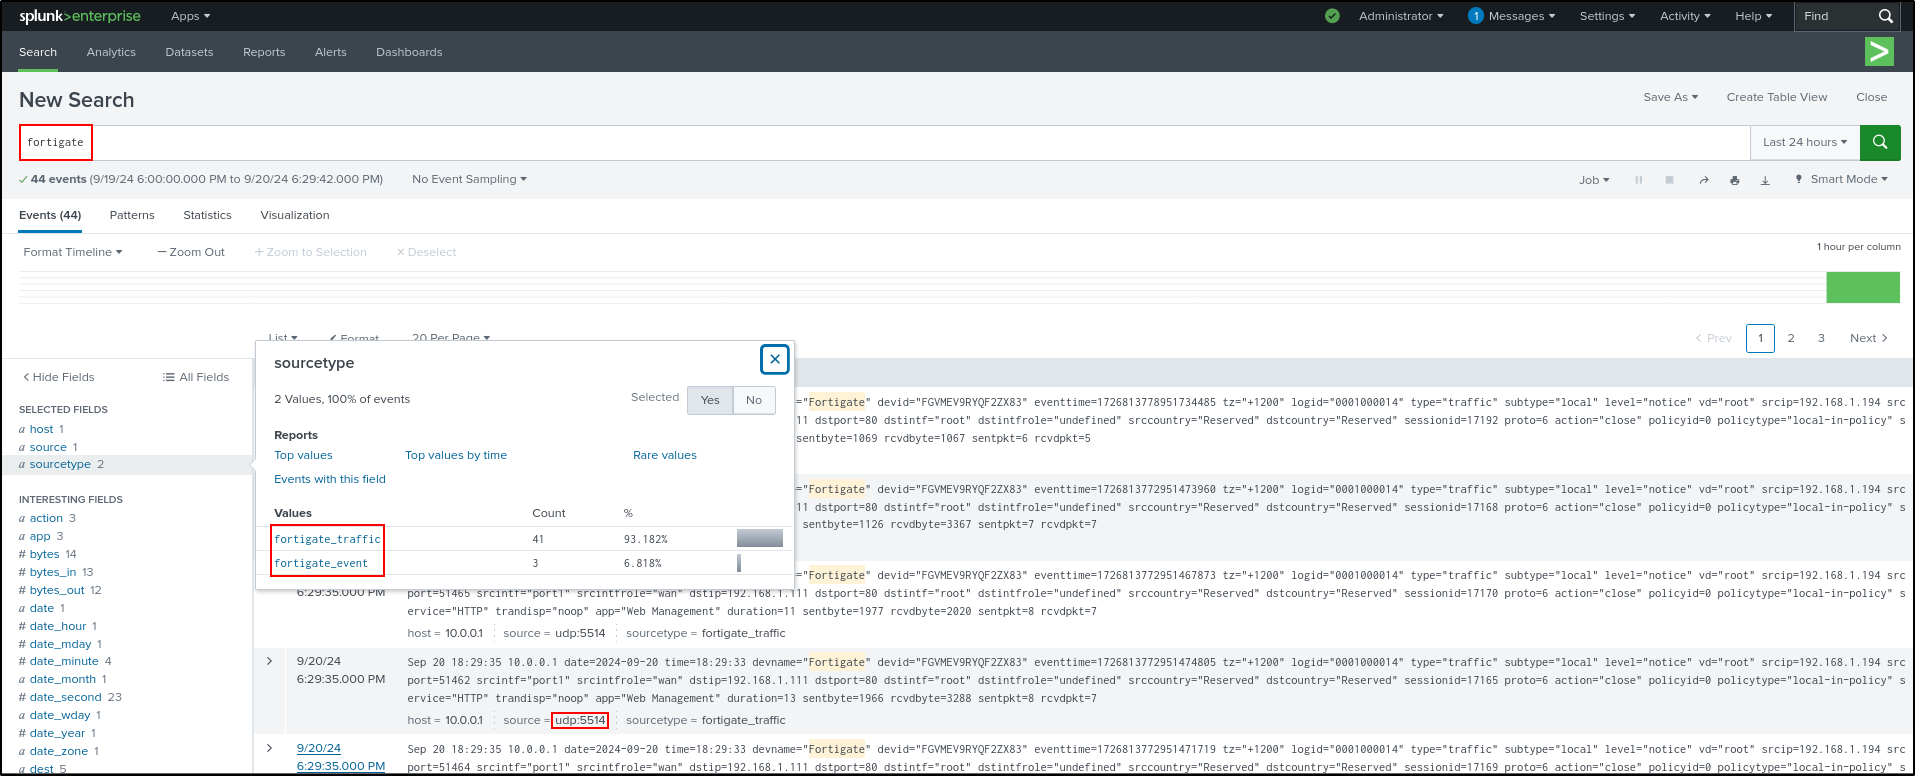 splunk>enterprise Apps Administrator 1 Messages Settings Activity Help Find
Search Analytics Datasets Reports Alerts Dashboards
New Search Save As Create Table View Close
fortigate Last 24 hours
44 events (9/19/24 6:00:00.000 PM to 9/20/24 6:29:42.000 PM) No Event Sampling Job Smart Mode
Events (44) Patterns Statistics Visualization
Format Timeline — Zoom Out + Zoom to Selection × Deselect 1 hour per column
List Format 20 Per Page Prev 1 2 3 Next
Hide Fields All Fields
SELECTED FIELDS
a host 1
a source 1
a sourcetype 2
INTERESTING FIELDS
a action 3
a app 3
# bytes 14
# bytes_in 13
# bytes_out 12
a date 1
# date_hour 1
# date_mday 1
# date_minute 4
a date_month 1
# date_second 23
a date_wday 1
# date_year 1
a date_zone 1
a dest 5
sourcetype ×
2 Values, 100% of events Selected Yes No
Reports
Top values Top values by time Rare values
Events with this field
Values Count %
fortigate_traffic 41 93.182%
fortigate_event 3 6.818%
="Fortigate" devid="FGVMEV9RYQF2ZX83" eventtime=1726813778951734485 tz="+1200" logid="0001000014" type="traffic" subtype="local" level="notice" vd="root" srcip=192.168.1.194 src
11 dstport=80 dstintf="root" dstintfrole="undefined" srccountry="Reserved" dstcountry="Reserved" sessionid=17192 proto=6 action="close" policyid=0 policytype="local-in-policy" s
sentbyte=1069 rcvdbyte=1067 sentpkt=6 rcvdpkt=5
="Fortigate" devid="FGVMEV9RYQF2ZX83" eventtime=1726813772951473960 tz="+1200" logid="0001000014" type="traffic" subtype="local" level="notice" vd="root" srcip=192.168.1.194 src
11 dstport=80 dstintf="root" dstintfrole="undefined" srccountry="Reserved" dstcountry="Reserved" sessionid=17168 proto=6 action="close" policyid=0 policytype="local-in-policy" s
sentbyte=1126 rcvdbyte=3367 sentpkt=7 rcvdpkt=7
="Fortigate" devid="FGVMEV9RYQF2ZX83" eventtime=1726813772951467873 tz="+1200" logid="0001000014" type="traffic" subtype="local" level="notice" vd="root" srcip=192.168.1.194 src
6:29:35.000 PM port=51465 srcintf="port1" srcintfrole="wan" dstip=192.168.1.111 dstport=80 dstintf="root" dstintfrole="undefined" srccountry="Reserved" dstcountry="Reserved" sessionid=17170 proto=6 action="close" policyid=0 policytype="local-in-policy" s
ervice="HTTP" trandisp="noop" app="Web Management" duration=11 sentbyte=1977 rcvdbyte=2020 sentpkt=8 rcvdpkt=7
host = 10.0.0.1 source = udp:5514 sourcetype = fortigate_traffic
9/20/24 Sep 20 18:29:35 10.0.0.1 date=2024-09-20 time=18:29:33 devname="Fortigate" devid="FGVMEV9RYQF2ZX83" eventtime=1726813772951474805 tz="+1200" logid="0001000014" type="traffic" subtype="local" level="notice" vd="root" srcip=192.168.1.194 src
6:29:35.000 PM port=51462 srcintf="port1" srcintfrole="wan" dstip=192.168.1.111 dstport=80 dstintf="root" dstintfrole="undefined" srccountry="Reserved" dstcountry="Reserved" sessionid=17165 proto=6 action="close" policyid=0 policytype="local-in-policy" s
ervice="HTTP" trandisp="noop" app="Web Management" duration=13 sentbyte=1966 rcvdbyte=3288 sentpkt=8 rcvdpkt=7
host = 10.0.0.1 source = udp:5514 sourcetype = fortigate_traffic
9/20/24 Sep 20 18:29:35 10.0.0.1 date=2024-09-20 time=18:29:33 devname="Fortigate" devid="FGVMEV9RYQF2ZX83" eventtime=1726813772951471719 tz="+1200" logid="0001000014" type="traffic" subtype="local" level="notice" vd="root" srcip=192.168.1.194 src
6:29:35.000 PM port=51464 srcintf="port1" srcintfrole="wan" dstip=192.168.1.111 dstport=80 dstintf="root" dstintfrole="undefined" srccountry="Reserved" dstcountry="Reserved" sessionid=17169 proto=6 action="close" policyid=0 policytype="local-in-policy" s